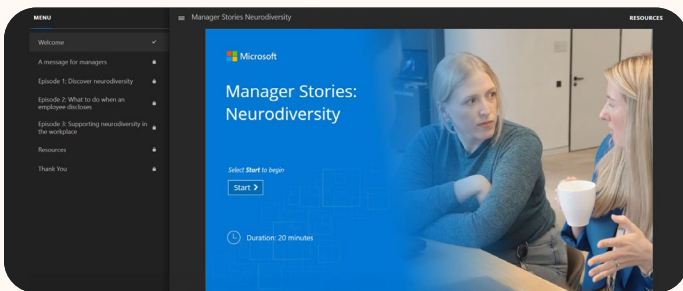 MENU
Manager Stories Neurodiversity
RESOURCES
Welcome
A message for managers
Episode 1: Discover neurodiversity
Episode 2: What to do when an
employee discloses
Episode 3: Supporting neurodiversity in
the workplace
Resources
Thank You
Microsoft
Manager Stories:
Neurodiversity
Select Start to begin
Start
Duration: 20 minutes